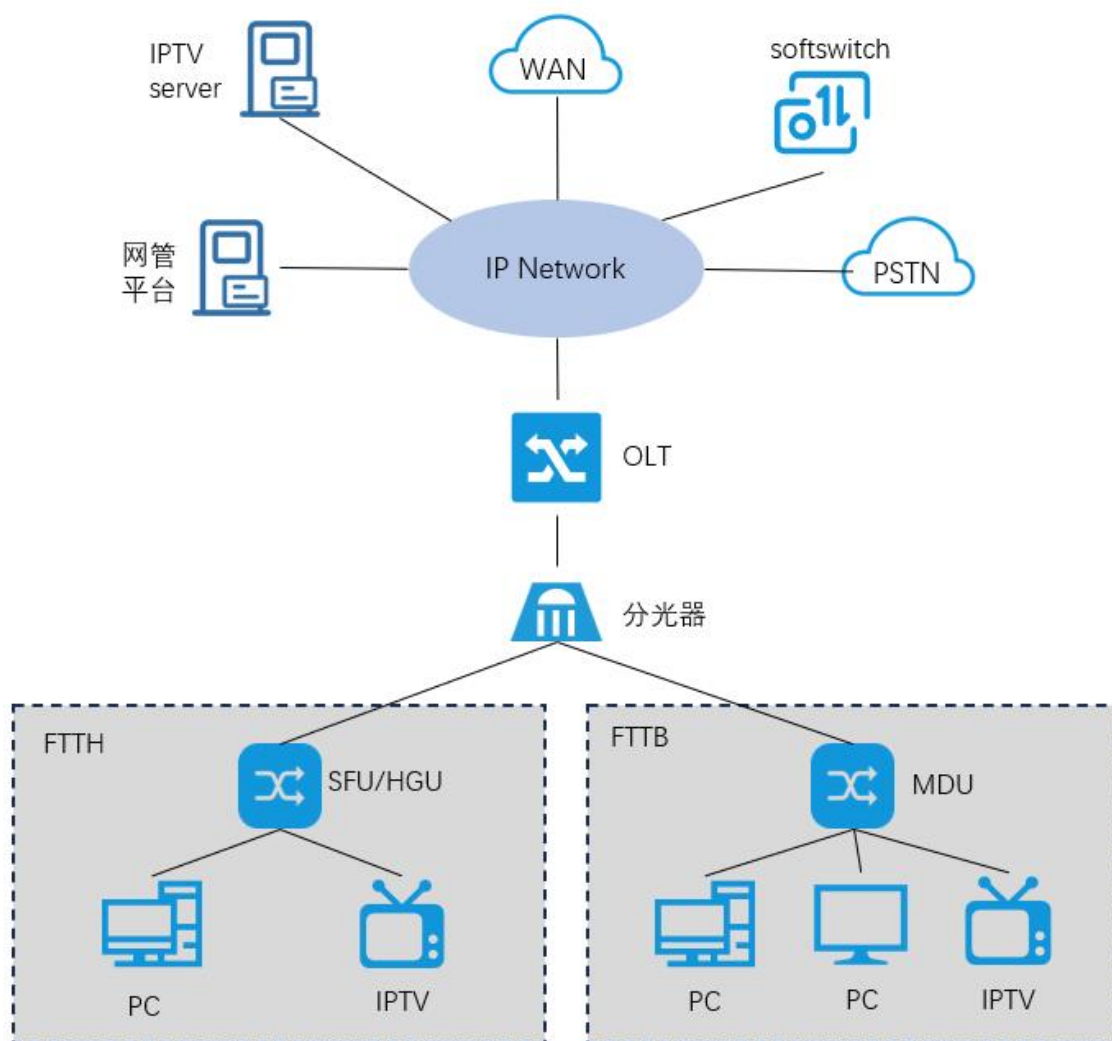 IPTV
server
WAN
softswitch
网管
平台
IP Network
PSTN
OLT
分光器
FTTH
SFU/HGU
PC
IPTV
FTTB
MDU
PC
PC
IPTV